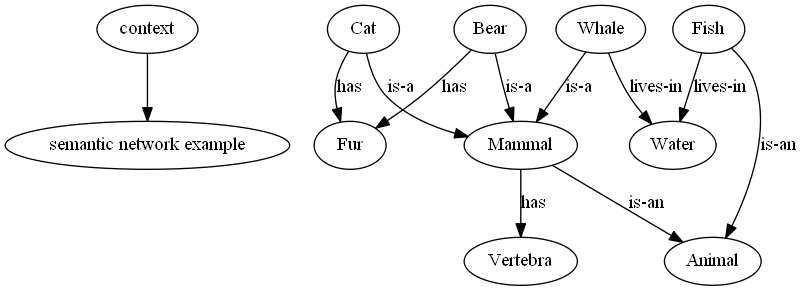 context
Cat
Bear
Whale
Fish
has
is-a
has
is-a
is-a
lives-in
lives-in
semantic network example
Fur
Mammal
Water
is-an
has
is-an
Vertebra
Animal